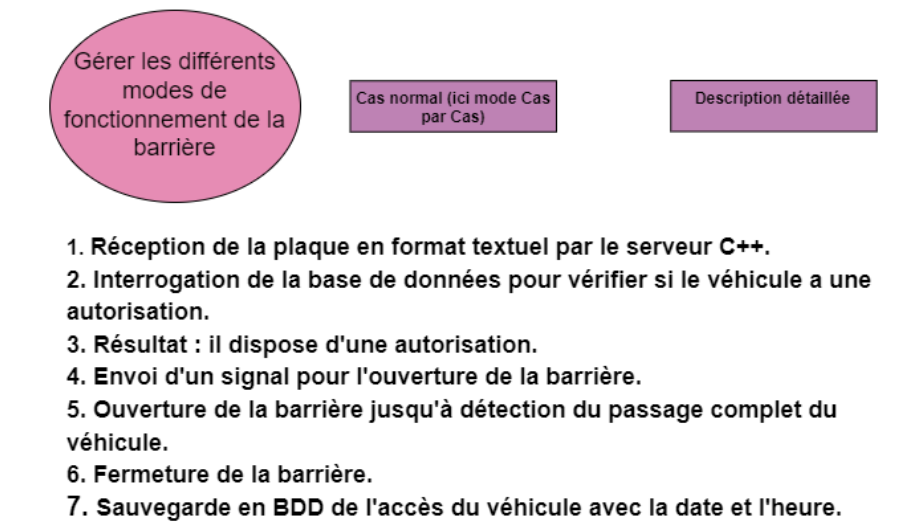 Gérer les différents
modes de
fonctionnement de la
barrière
Cas normal (ici mode Cas
par Cas)
Description détaillée
1. Réception de la plaque en format textuel par le serveur C++.
2. Interrogation de la base de données pour vérifier si le véhicule a une
autorisation.
3. Résultat : il dispose d'une autorisation.
4. Envoi d'un signal pour l'ouverture de la barrière.
5. Ouverture de la barrière jusqu'à détection du passage complet du
véhicule.
6. Fermeture de la barrière.
7. Sauvegarde en BDD de l'accès du véhicule avec la date et l'heure.